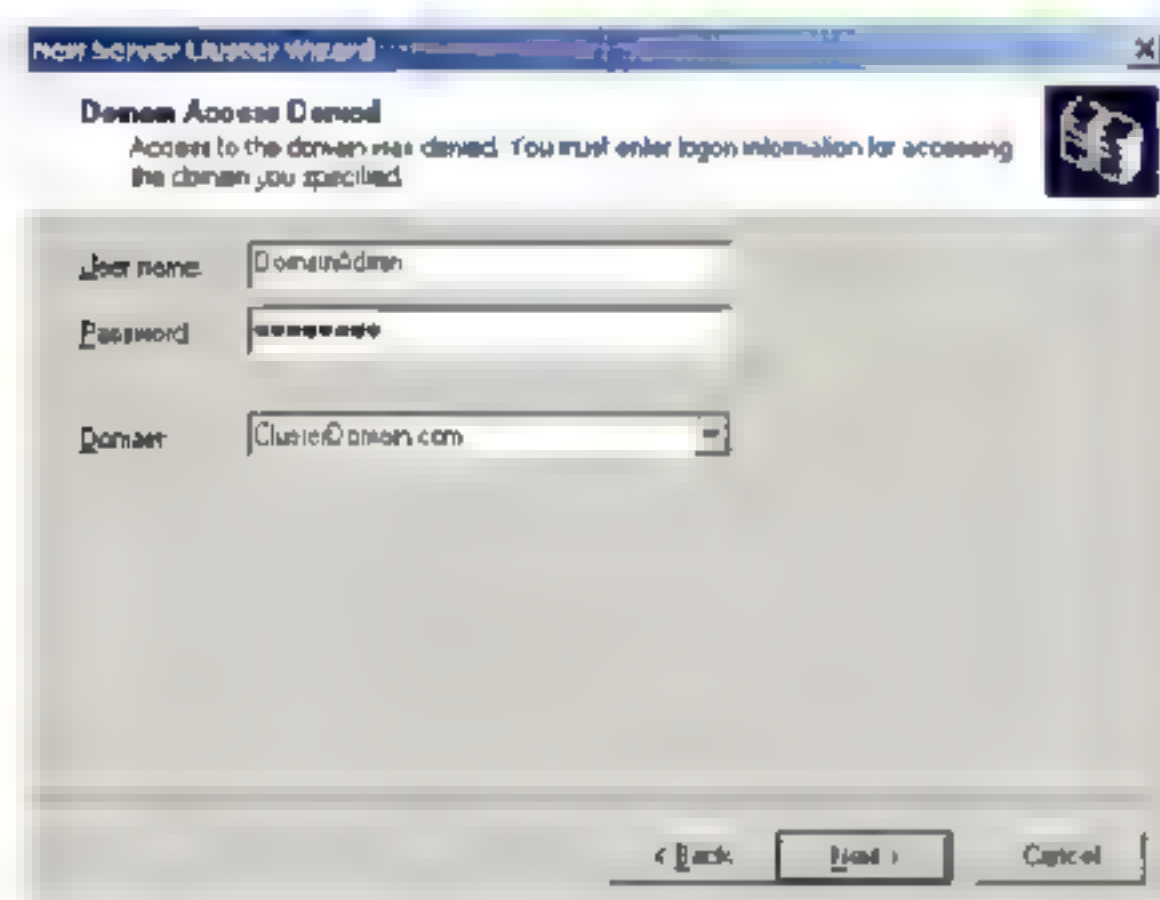 New Server Cluster Wizard
Domain Access Denied
Access to the domain was denied. You must enter logon information for accessing
the domain you specified.
User name:
DomainAdmin
Password:
Domain:
ClusterDomain.com
< Back
Next >
Cancel